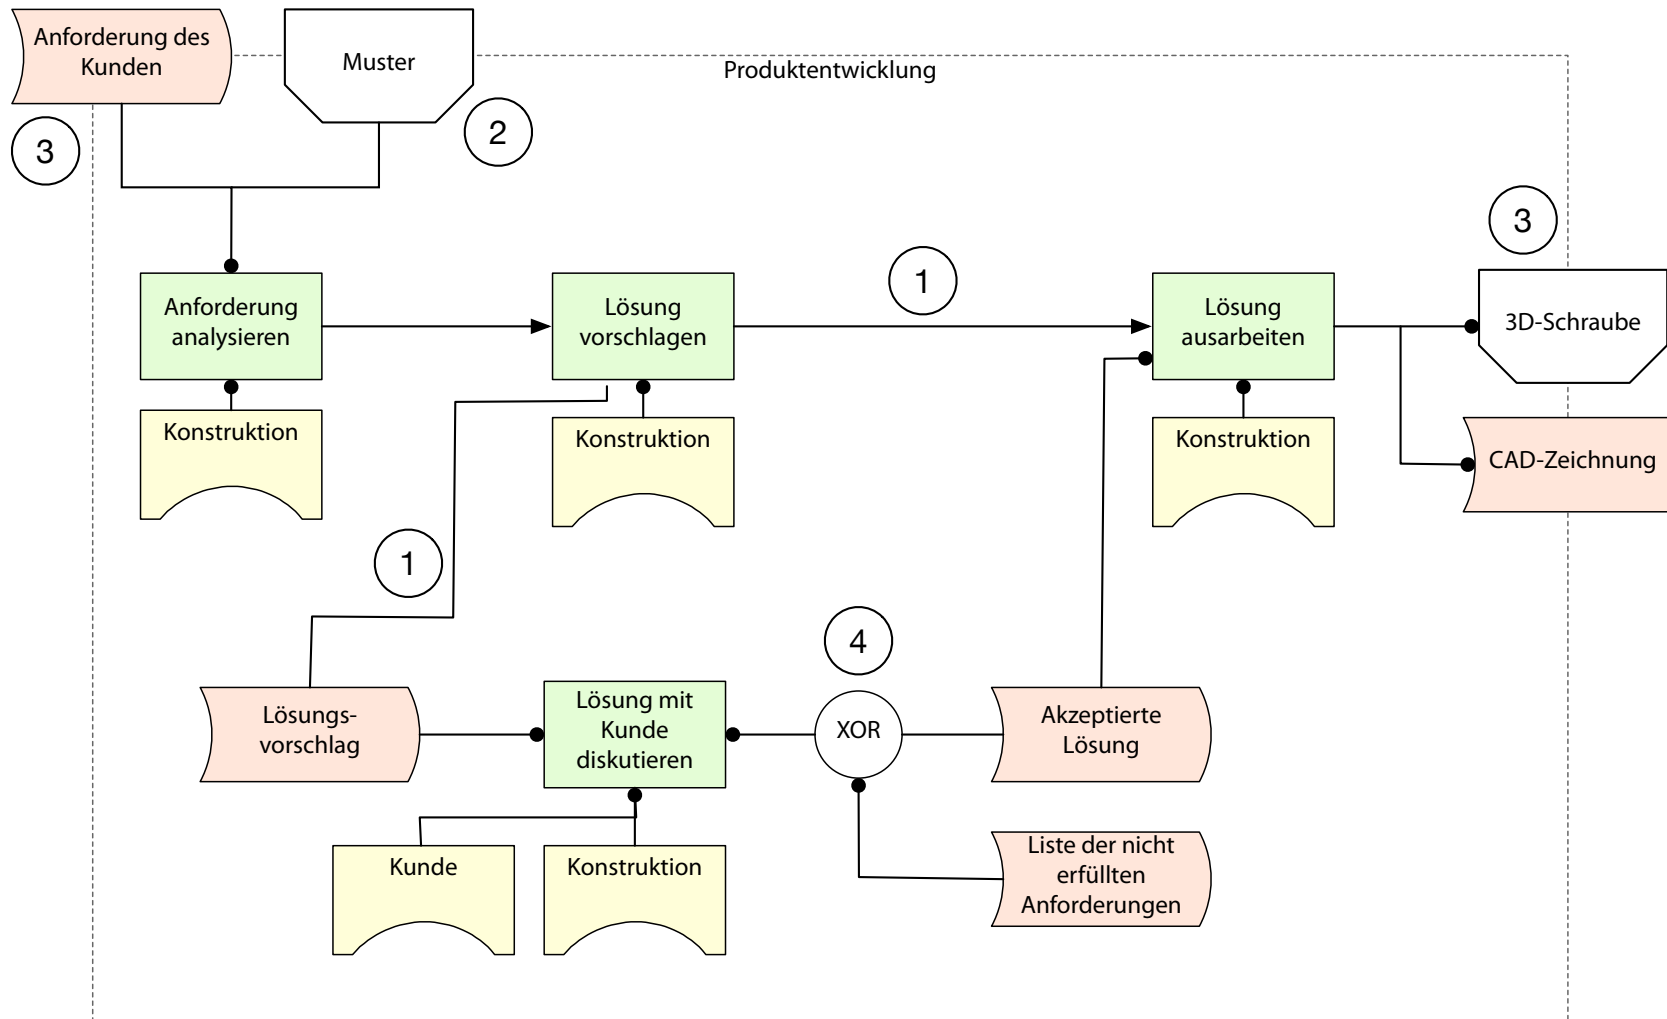 Anforderung des
Kunden
Muster
Produktentwicklung
3
2
3
1
Anforderung
analysieren
Lösung
vorschlagen
Lösung
ausarbeiten
3D-Schraube
Konstruktion
Konstruktion
Konstruktion
CAD-Zeichnung
1
4
Lösungs-
vorschlag
Lösung mit
Kunde
diskutieren
XOR
Akzeptierte
Lösung
Kunde
Konstruktion
Liste der nicht
erfüllten
Anforderungen